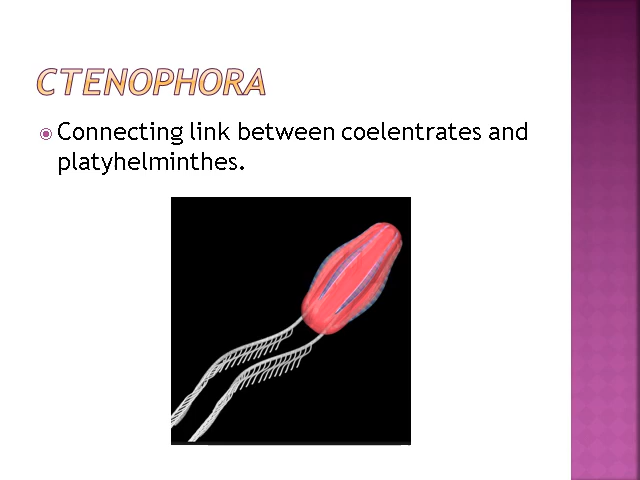 CTENOPHORA
Connecting link between coelentrates and
platyhelminthes.